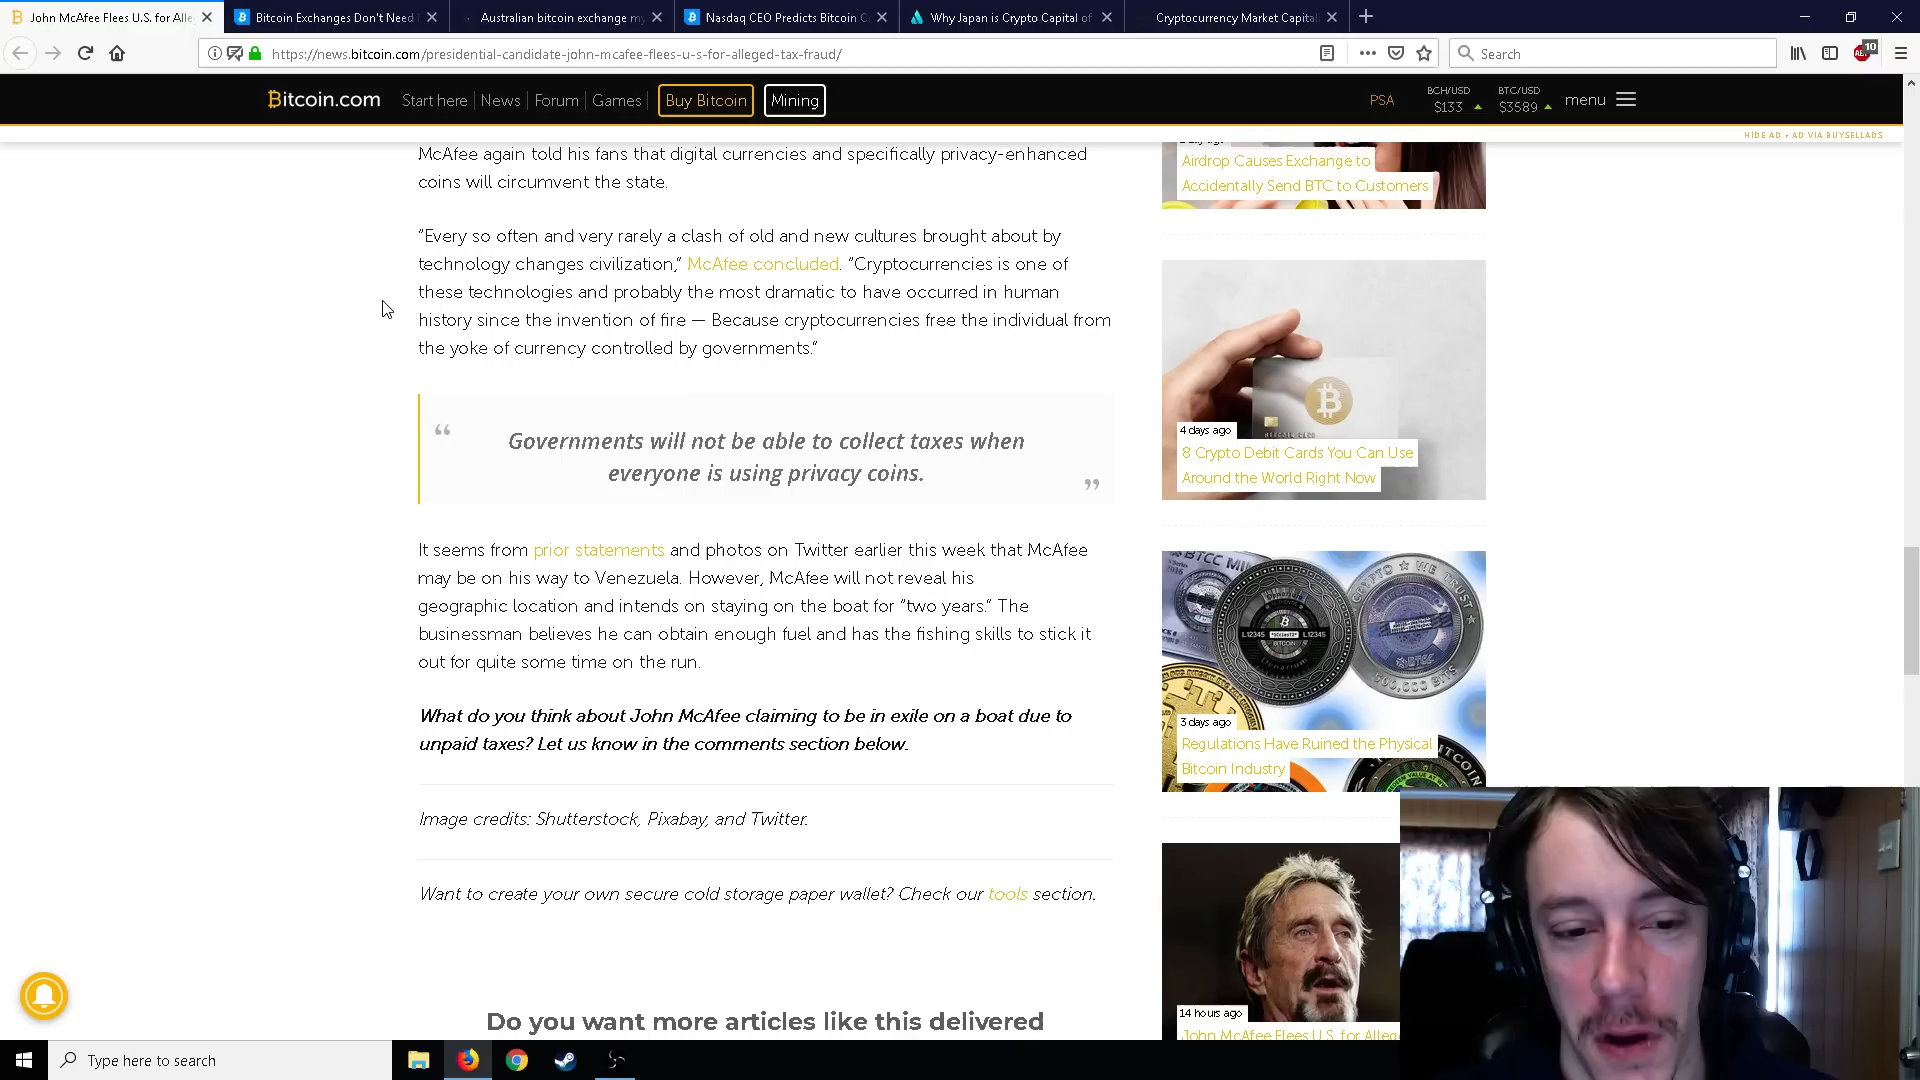 John McAfee Flees U.S. for Alle
Bitcoin Exchanges Don't Need
Australian bitcoin exchange my
Nasdaq CEO Predicts Bitcoin C
Why Japan is Crypto Capital of
Cryptocurrency Market Capital
https://news.bitcoin.com/presidential-candidate-john-mcafee-flees-u-s-for-alleged-tax-fraud/
Search
10
Bitcoin.com
Start here
News
Forum
Games
Buy Bitcoin
Mining
PSA
BCH/USD
$133
BTC/USD
$3589
menu
HIDE AD • AD VIA BUYSELLADS
McAfee again told his fans that digital currencies and specifically privacy-enhanced
coins will circumvent the state.
“Every so often and very rarely a clash of old and new cultures brought about by
technology changes civilization,” McAfee concluded. “Cryptocurrencies is one of
these technologies and probably the most dramatic to have occurred in human
history since the invention of fire — Because cryptocurrencies free the individual from
the yoke of currency controlled by governments.”
“ Governments will not be able to collect taxes when
everyone is using privacy coins. ”
It seems from prior statements and photos on Twitter earlier this week that McAfee
may be on his way to Venezuela. However, McAfee will not reveal his
geographic location and intends on staying on the boat for “two years.” The
businessman believes he can obtain enough fuel and has the fishing skills to stick it
out for quite some time on the run.
What do you think about John McAfee claiming to be in exile on a boat due to
unpaid taxes? Let us know in the comments section below.
Image credits: Shutterstock, Pixabay, and Twitter.
Want to create your own secure cold storage paper wallet? Check our tools section.
Do you want more articles like this delivered
Airdrop Causes Exchange to
Accidentally Send BTC to Customers
4 days ago
8 Crypto Debit Cards You Can Use
Around the World Right Now
3 days ago
Regulations Have Ruined the Physical
Bitcoin Industry
14 hours ago
John McAfee Flees U.S. for Alleg
Type here to search